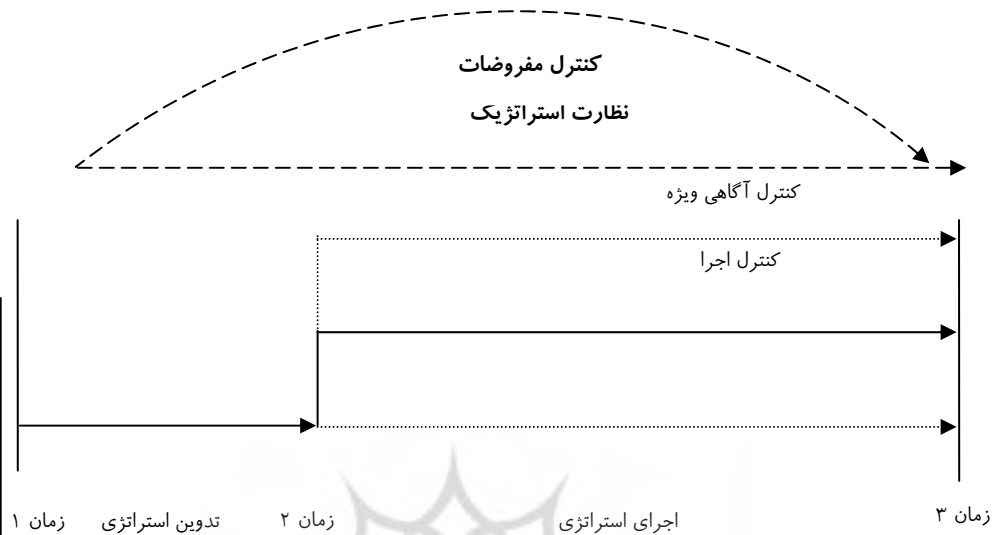 کنترل مفروضات
نظارت استراتژیک
کنترل آگاهی ویژه
کنترل اجرا
زمان ۱
تدوین استراتژی
زمان ۲
اجرای استراتژی
زمان ۳